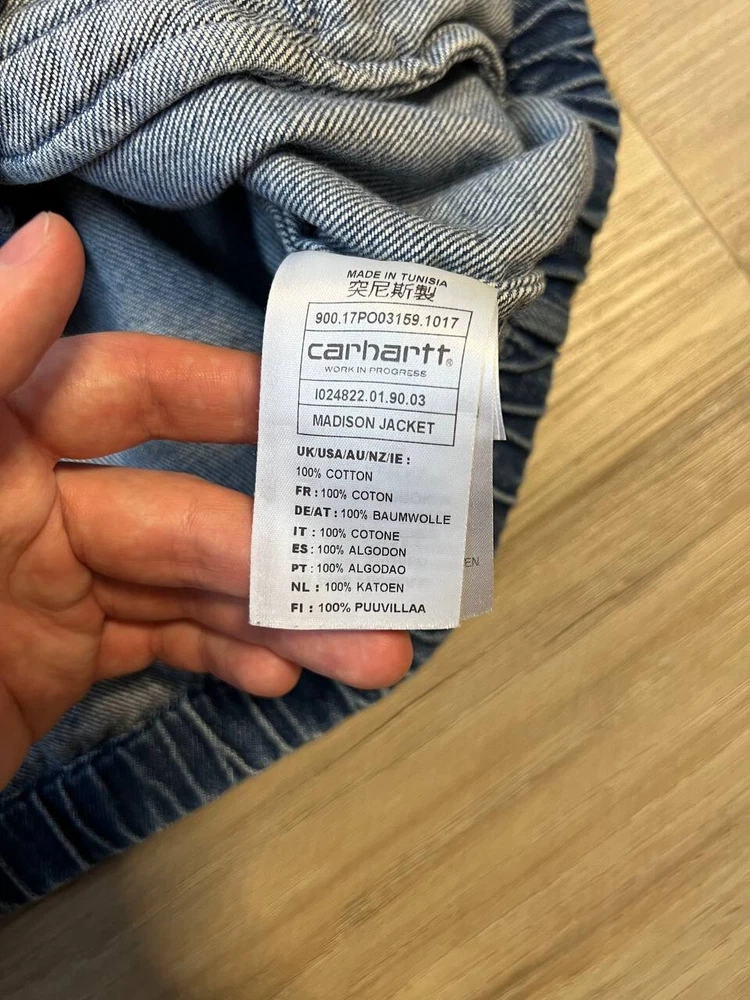 MADE IN TUNISIA
突尼斯製
900.17PO03159.1017
carhartt®
WORK IN PROGRESS
I024822.01.90.03
MADISON JACKET
UK/USA/AU/NZ/IE :
100% COTTON
FR : 100% COTON
DE/AT : 100% BAUMWOLLE
IT : 100% COTONE
ES : 100% ALGODON
PT : 100% ALGODAO
NL : 100% KATOEN
FI : 100% PUUVILLAA
EN